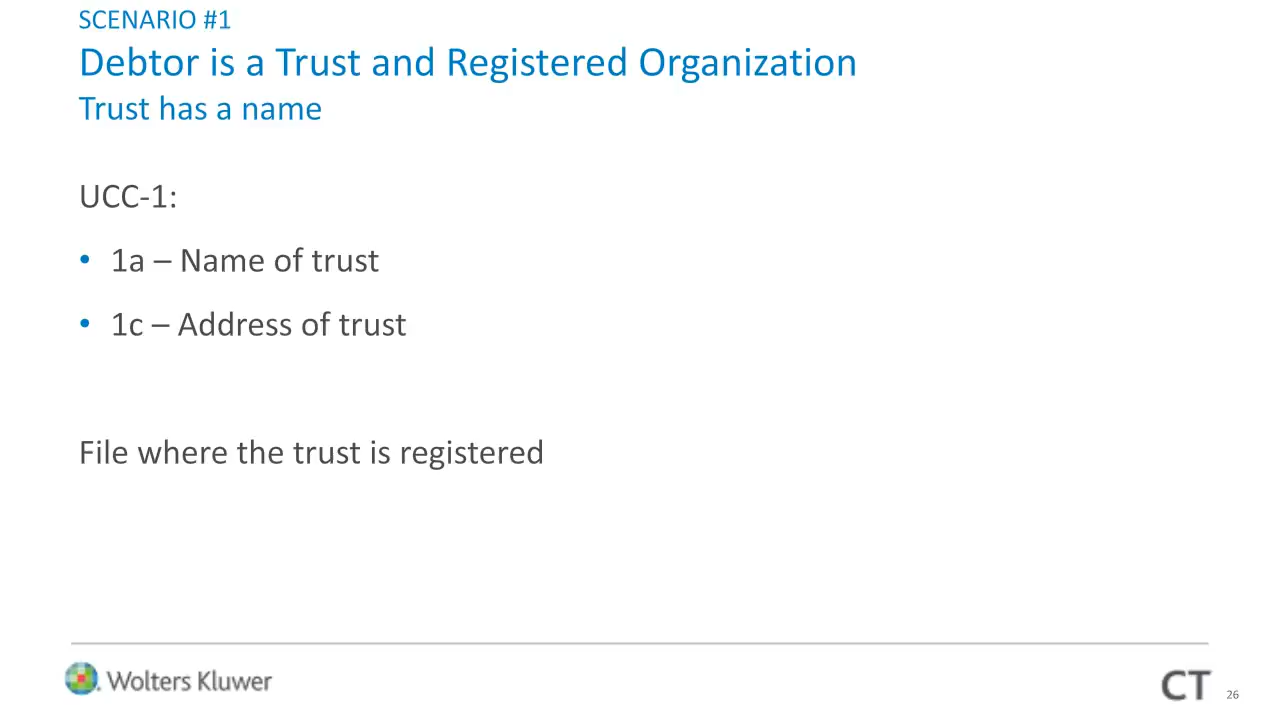 SCENARIO #1
Debtor is a Trust and Registered Organization
Trust has a name
UCC-1:
• 1a – Name of trust
• 1c – Address of trust
File where the trust is registered
Wolters Kluwer
CT
26